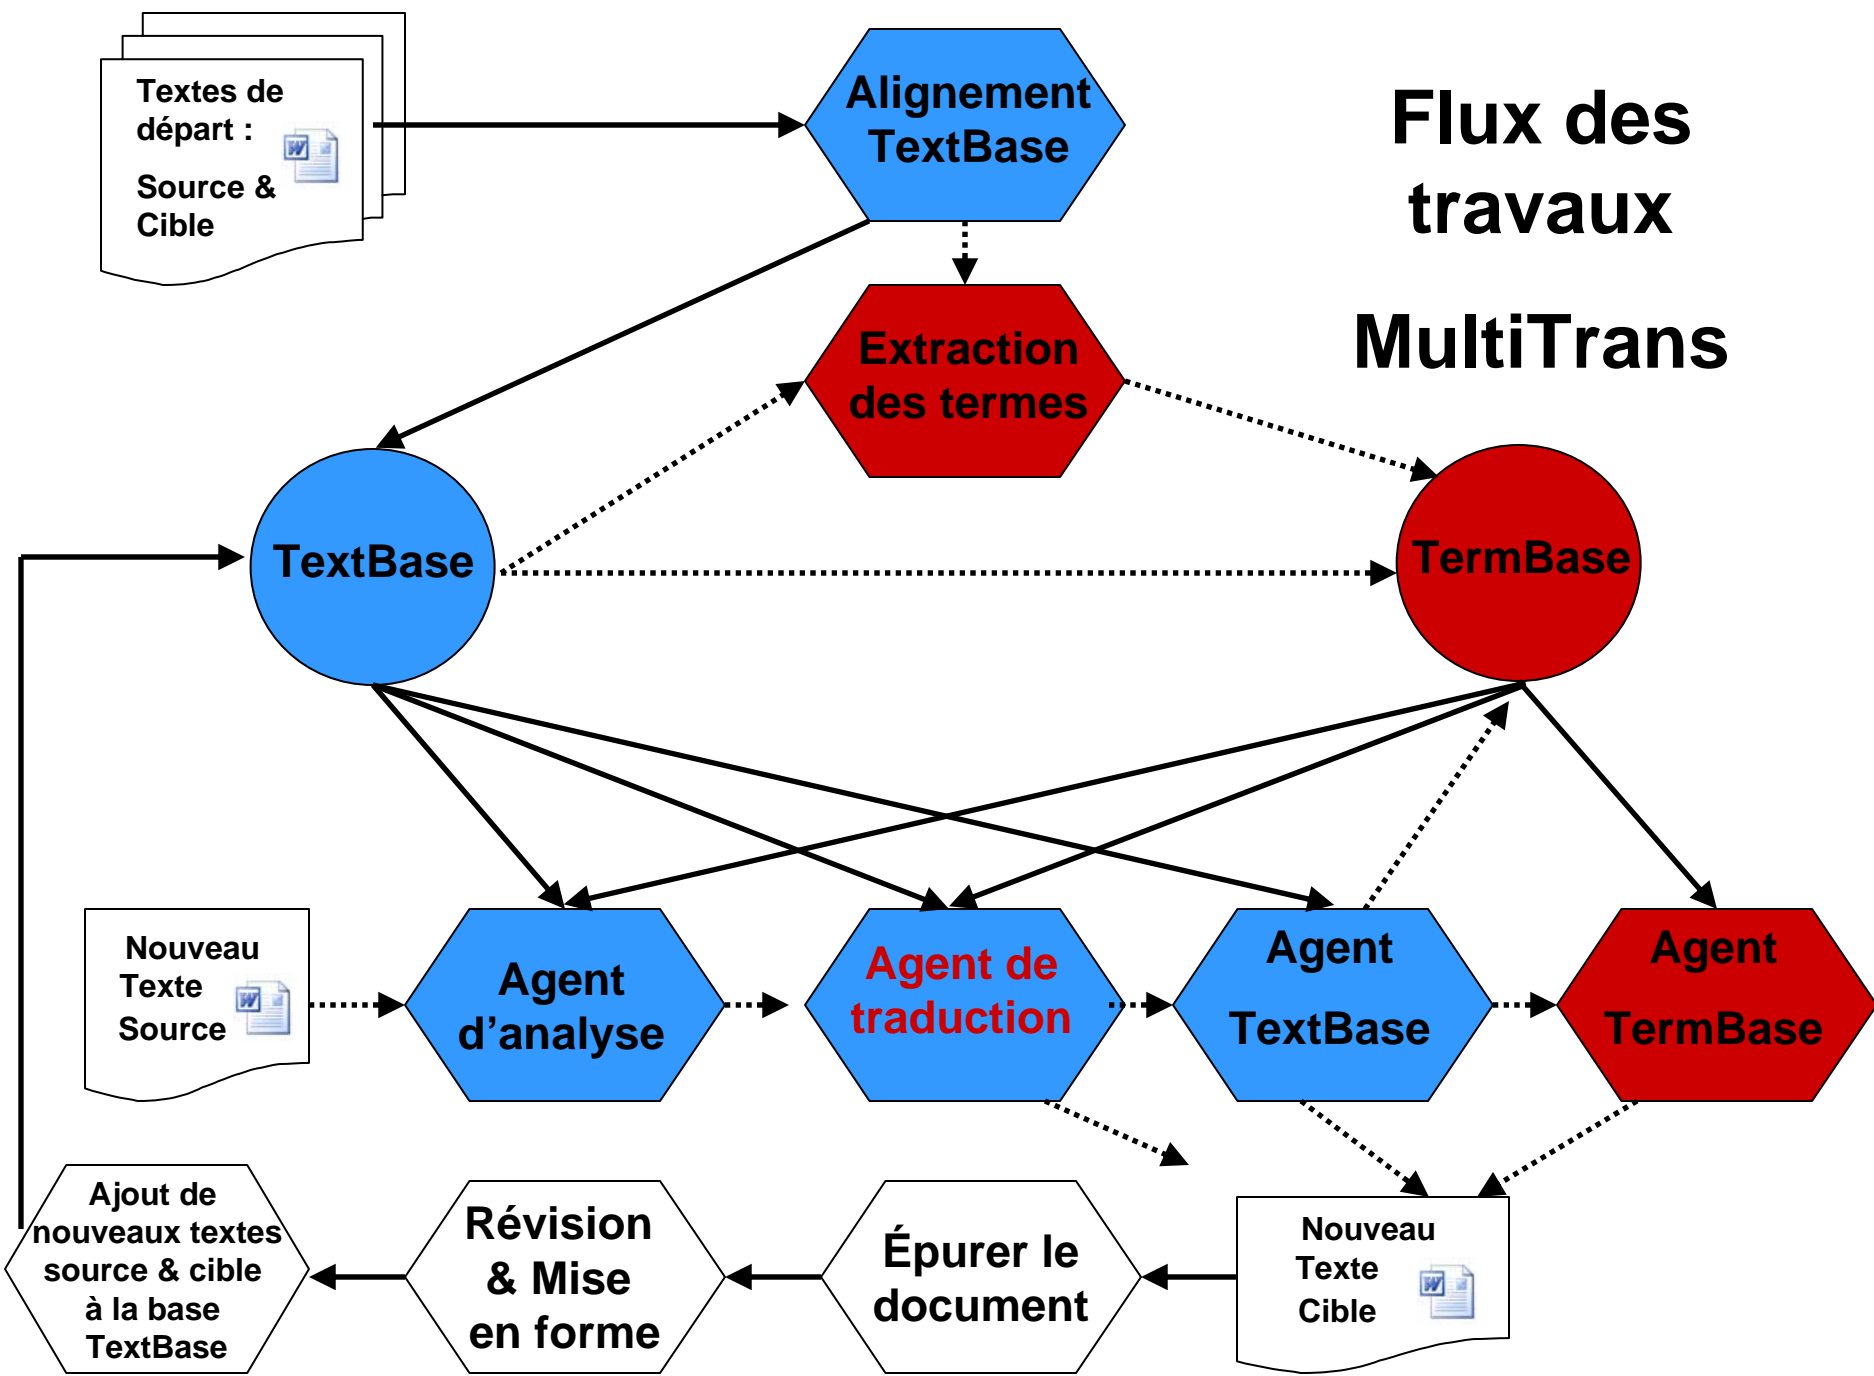 Textes de
départ :
Source &
Cible
Alignement
TextBase
Flux des
travaux
MultiTrans
Extraction
des termes
TextBase
TermBase
Nouveau
Texte
Source
Agent
d’analyse
Agent de
traduction
Agent
TextBase
Agent
TermBase
Ajout de
nouveaux textes
source & cible
à la base
TextBase
Révision
& Mise
en forme
Épurer le
document
Nouveau
Texte
Cible